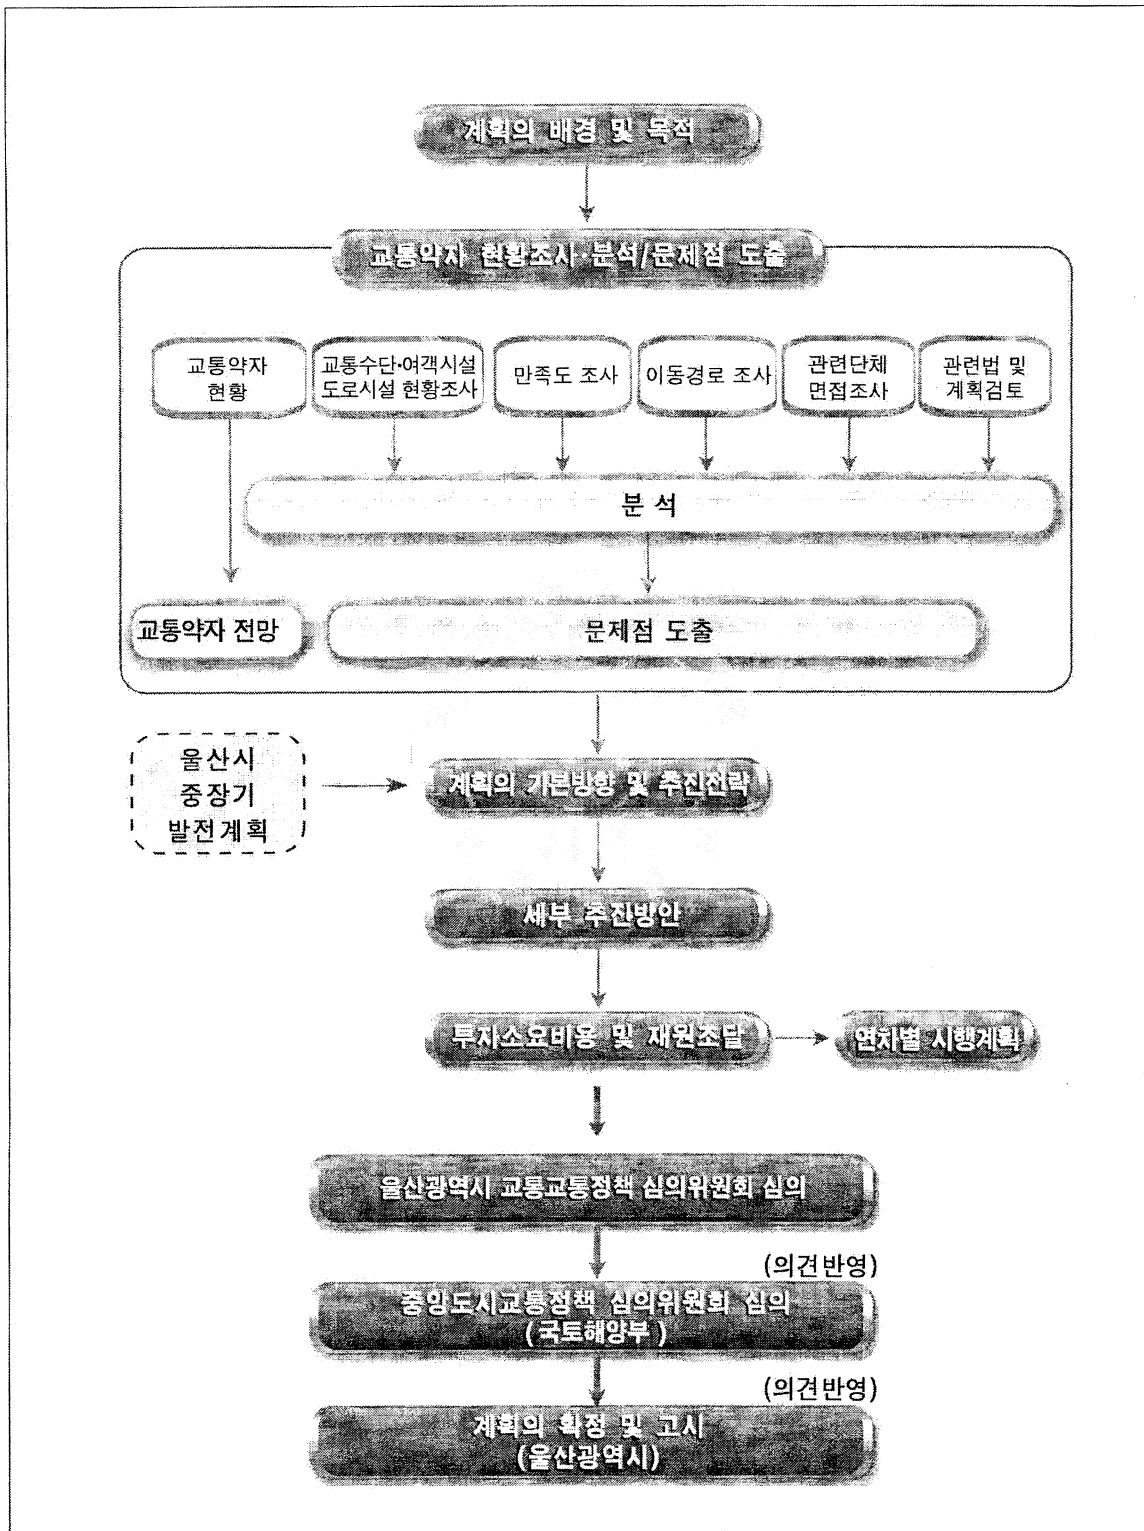 계획의 배경 및 목적
교통약자 현황조사·분석/문제점 도출
교통약자
현황
교통수단·여객시설
도로시설 현황조사
만족도 조사
이동경로 조사
관련단체
면접조사
관련법 및
계획검토
분 석
교통약자 전망
문제점 도출
울산시
중장기
발전계획
계획의 기본방향 및 추진전략
세부 추진방안
투자소요비용 및 재원조달
연차별 시행계획
울산광역시 교통교통정책 심의위원회 심의
(의견반영)
중앙도시교통정책 심의위원회 심의
(국토해양부)
(의견반영)
계획의 확정 및 고시
(울산광역시)